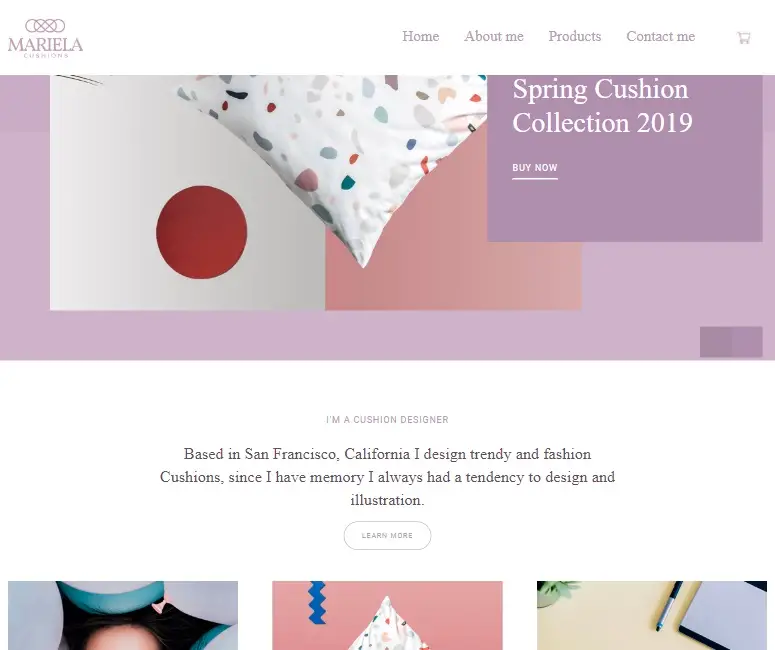 MARIELA
CUSHIONS
Home About me Products Contact me
Spring Cushion
Collection 2019
BUY NOW
I'M A CUSHION DESIGNER
Based in San Francisco, California I design trendy and fashion
Cushions, since I have memory I always had a tendency to design and
illustration.
LEARN MORE